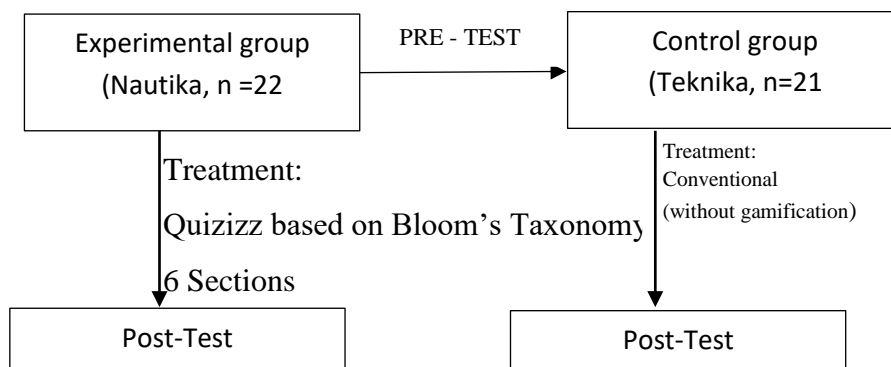 Experimental group
(Nautika, n =22
PRE - TEST
Control group
(Teknika, n=21
Treatment:
Quizizz based on Bloom's Taxonomy
6 Sections
Treatment:
Conventional
(without gamification)
Post-Test
Post-Test